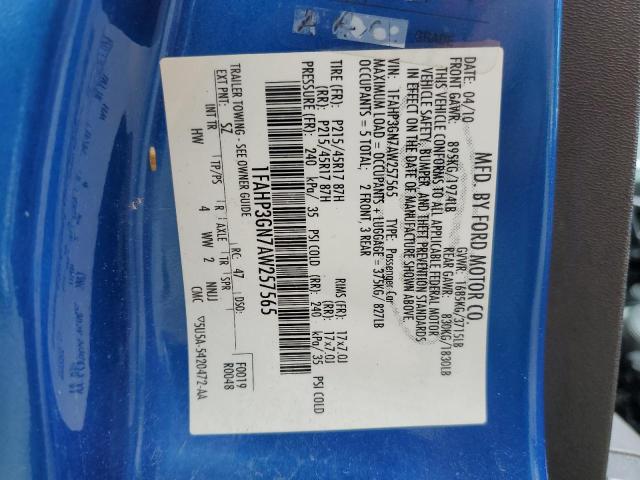 MFD. BY FORD MOTOR CO.
DATE: 04/10 GVWR: 1685KG/3715LB
FRONT GAWR: 895KG/1974LB REAR GAWR: 830KG/1830LB
THIS VEHICLE CONFORMS TO ALL APPLICABLE FEDERAL MOTOR
VEHICLE SAFETY, BUMPER, AND THEFT PREVENTION STANDARDS
IN EFFECT ON THE DATE OF MANUFACTURE SHOWN ABOVE.
VIN: 1FAHP3GN7AW257565 TYPE: Passenger Car
MAXIMUM LOAD = OCCUPANTS + LUGGAGE = 375KG/ 827LB
OCCUPANTS = 5 TOTAL; 2 FRONT 3 REAR
TIRE (FR): P215/45R17 87H RIMS (FR): 17x7.0J
(RR): P215/45R17 87H (RR): 17x7.0J
PRESSURE (FR): 240 kPa/ 35 PSI COLD (RR): 240 kPa/ 35 PSI COLD
1FAHP3GN7AW257565
TRAILER TOWING - SEE OWNER GUIDE
EXT PNT: SZ RC: 47 DSO: F0019
R0048
INT TR TP/PS R AXLE TR SPR
HW 4 WW 2 NNUJ CMC ▽5U5A-5420472-AA